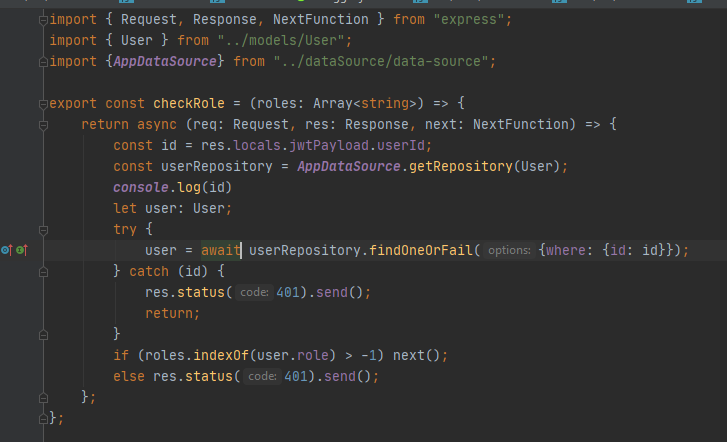 import { Request, Response, NextFunction } from "express";
import { User } from "../models/User";
import {AppDataSource} from "../dataSource/data-source";
export const checkRole = (roles: Array<string>) => {
return async (req: Request, res: Response, next: NextFunction) => {
const id = res.locals.jwtPayload.userId;
const userRepository = AppDataSource.getRepository(User);
console.log(id)
let user: User;
try {
user = await userRepository.findOneOrFail( options: {where: {id: id}});
} catch (id) {
res.status( code: 401).send();
return;
}
if (roles.indexOf(user.role) > -1) next();
else res.status( code: 401).send();
};
};